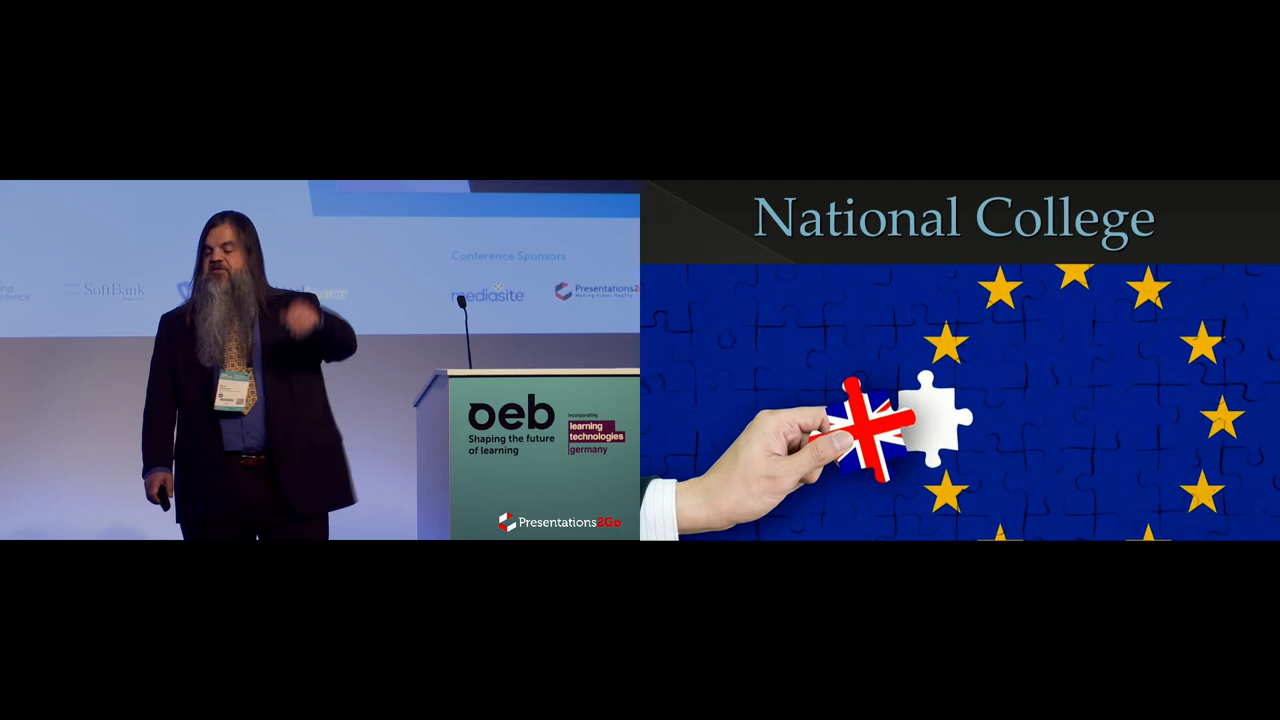 Conference Sponsors
SoftBank
mediasite
Presentations2
oeb
Shaping the future
of learning
incorporating
learning
technologies
germany
Presentations2Go
National College